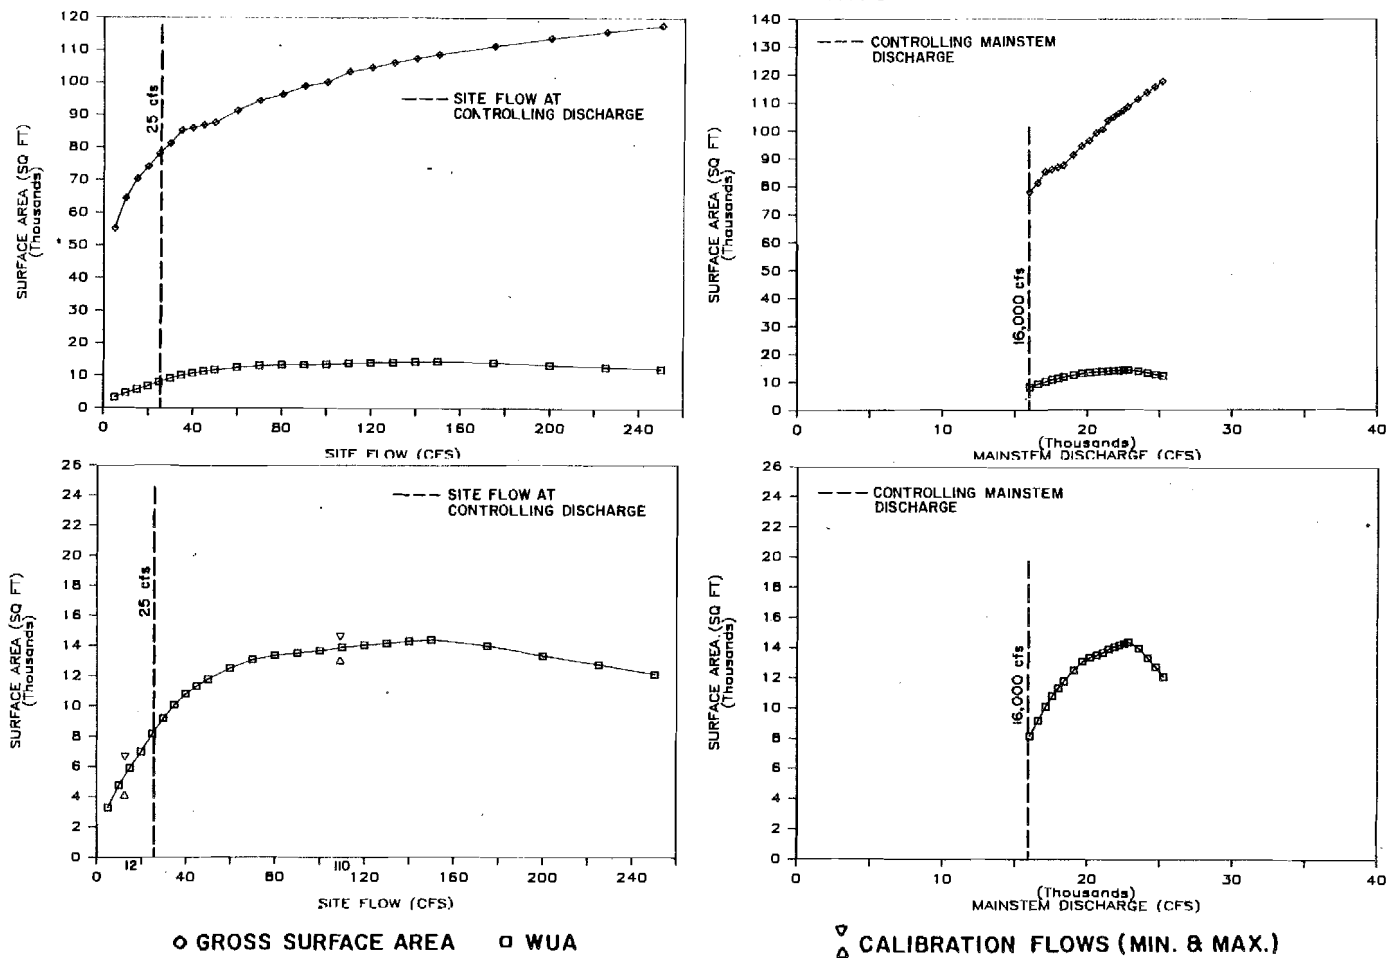 120
110
100
90
80
70
60
50
40
30
20
10
0
SURFACE AREA (SQ FT)
(Thousands)
25 cfs
SITE FLOW AT
CONTROLLING DISCHARGE
0 40 80 120 160 200 240
SITE FLOW (CFS)
140
130
120
110
100
90
80
70
60
50
40
30
20
10
0
SURFACE AREA (SQ FT)
(Thousands)
16,000 cfs
CONTROLLING MAINSTEM
DISCHARGE
0 10 20 30 40
(Thousands)
MAINSTEM DISCHARGE (CFS)
26
24
22
20
18
16
14
12
10
8
6
4
2
0
SURFACE AREA (SQ FT)
(Thousands)
25 cfs
SITE FLOW AT
CONTROLLING DISCHARGE
12 110
0 40 80 120 160 200 240
SITE FLOW (CFS)
26
24
22
20
18
16
14
12
10
8
6
4
2
0
SURFACE AREA (SQ FT)
(Thousands)
16,000 cfs
CONTROLLING MAINSTEM
DISCHARGE
0 10 20 30 40
(Thousands)
MAINSTEM DISCHARGE (CFS)
GROSS SURFACE AREA WUA
CALIBRATION FLOWS (MIN. & MAX.)